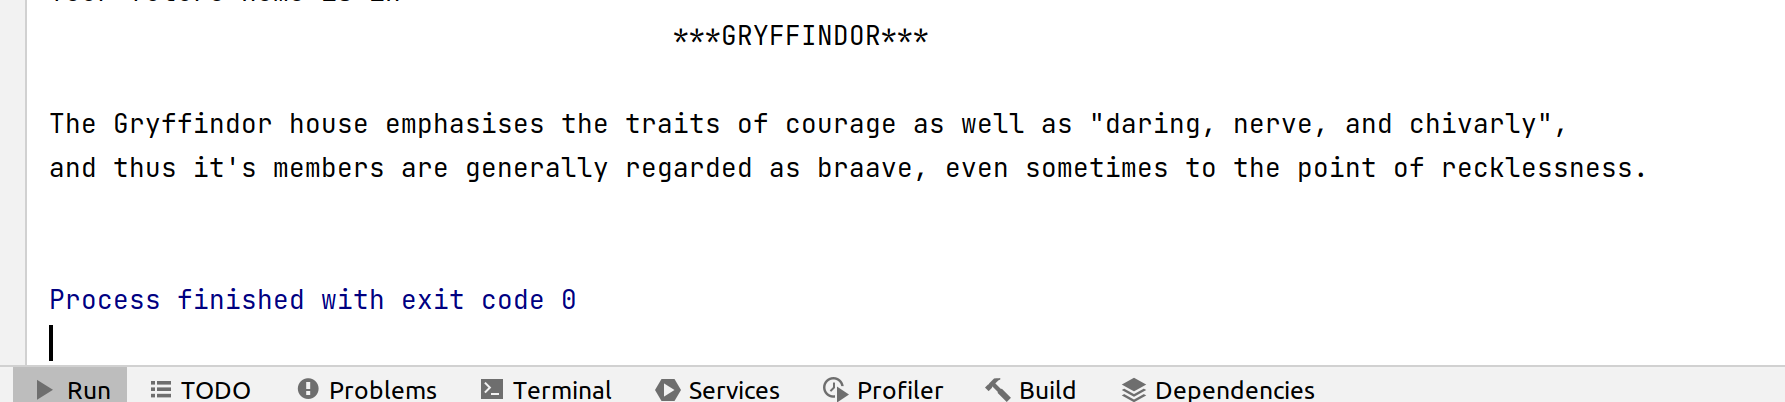 ***GRYFFINDOR***
The Gryffindor house emphasises the traits of courage as well as "daring, nerve, and chivarly",
and thus it's members are generally regarded as braave, even sometimes to the point of recklessness.
Process finished with exit code 0
Run TODO Problems Terminal Services Profiler Build Dependencies